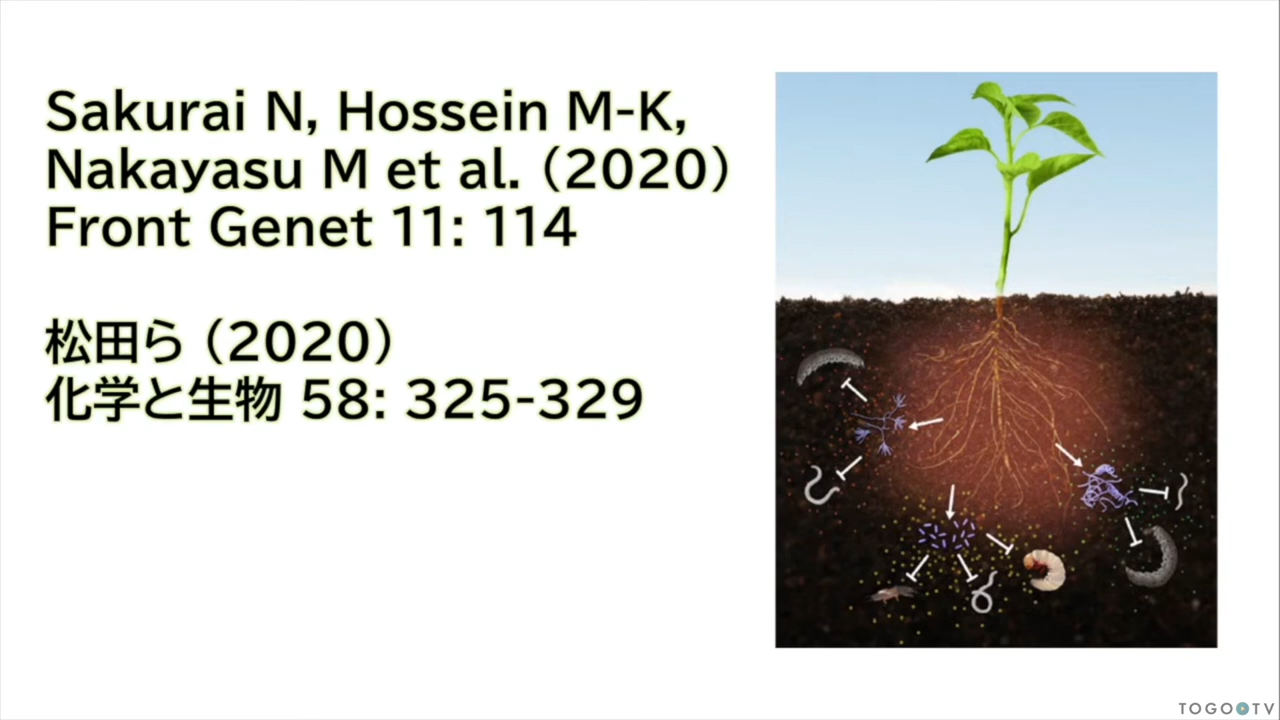 Sakurai N, Hossein M-K,
Nakayasu M et al. (2020)
Front Genet 11: 114
松田ら (2020)
化学と生物 58: 325-329
TOGO TV